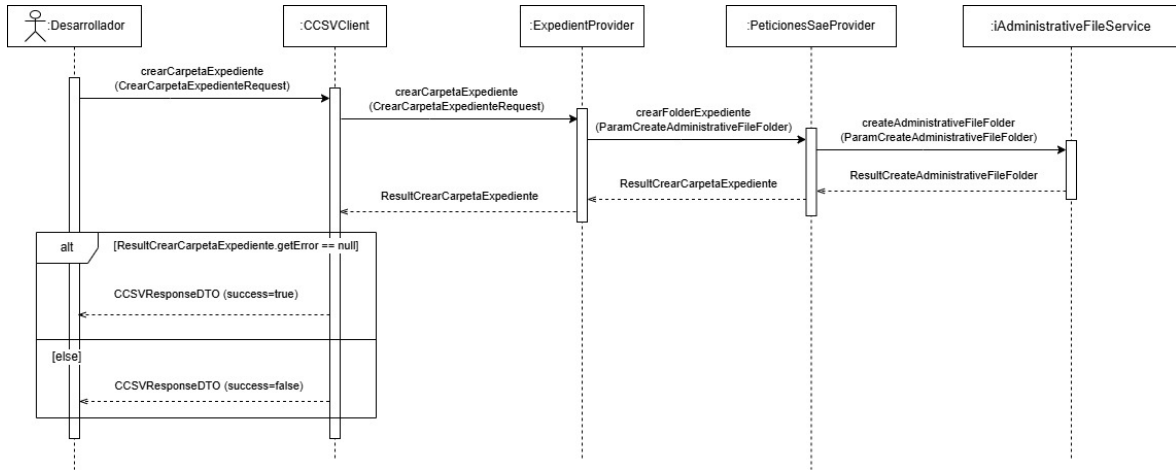 :Desarrollador
:CCSVClient
:ExpedientProvider
:PeticionesSaeProvider
:iAdministrativeFileService
crearCarpetaExpediente
(CrearCarpetaExpedienteRequest)
crearCarpetaExpediente
(CrearCarpetaExpedienteRequest)
crearFolderExpediente
(ParamCreateAdministrativeFileFolder)
createAdministrativeFileFolder
(ParamCreateAdministrativeFileFolder)
ResultCreateAdministrativeFileFolder
ResultCrearCarpetaExpediente
ResultCrearCarpetaExpediente
alt
[ResultCrearCarpetaExpediente.getError == null]
CCSVResponseDTO (success=true)
[else]
CCSVResponseDTO (success=false)